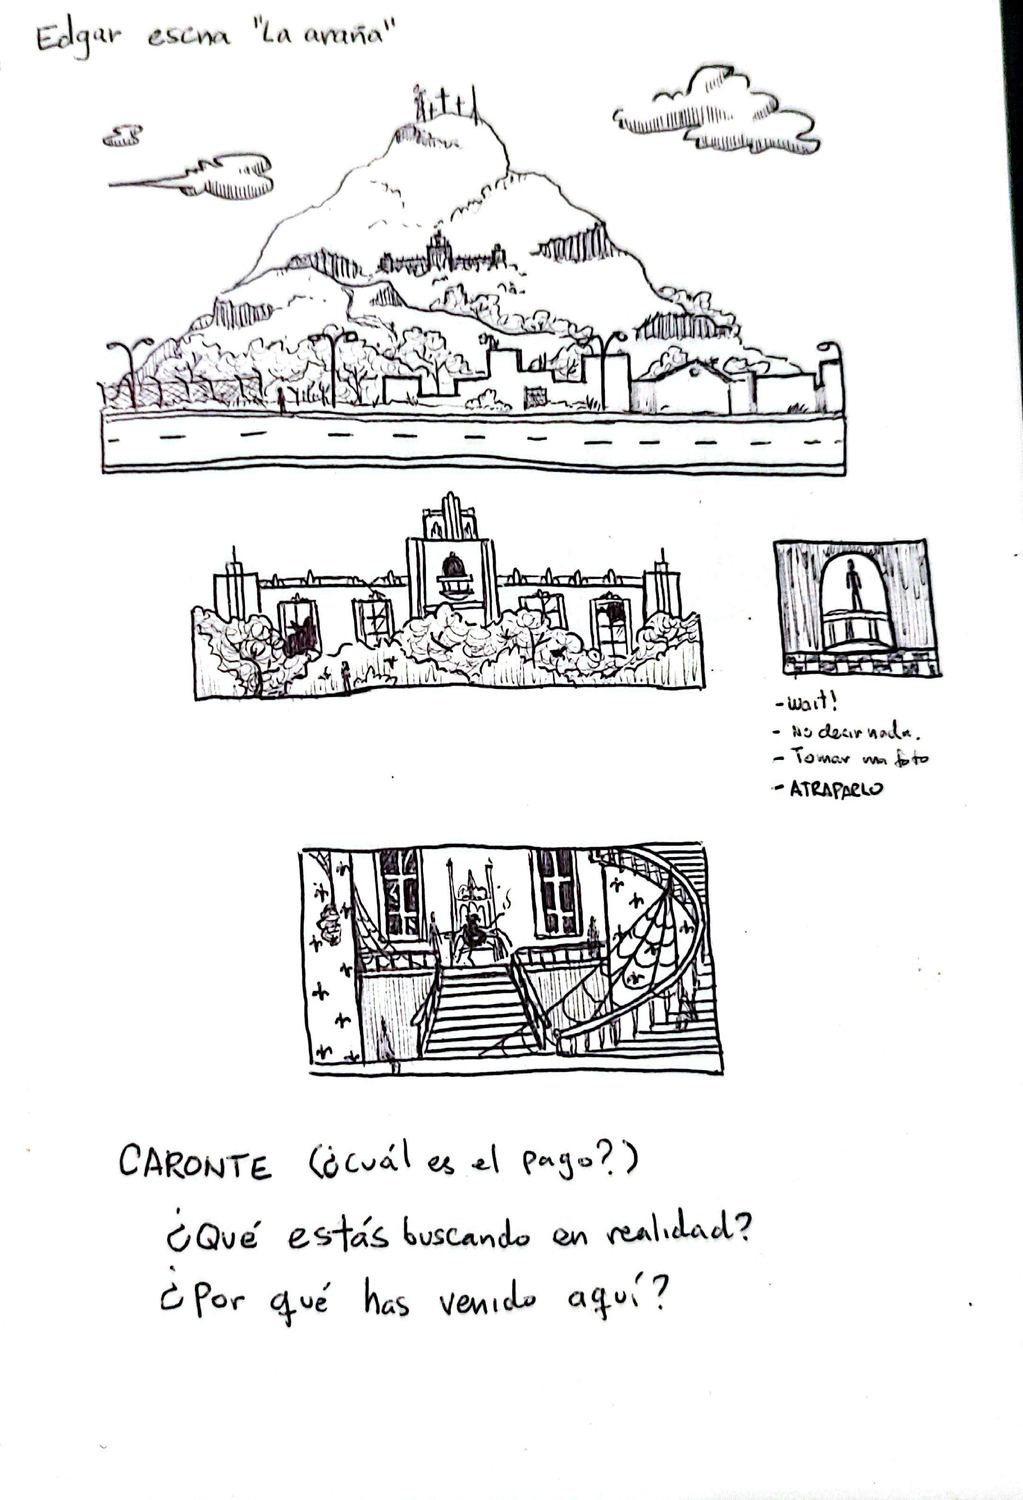 Edgar escna "La araña"
- Wait!
- No decir nada.
- Tomar una foto
- ATRAPARLO
CARONTE (¿cuál es el pago?)
¿Qué estás buscando en realidad?
¿Por qué has venido aquí?